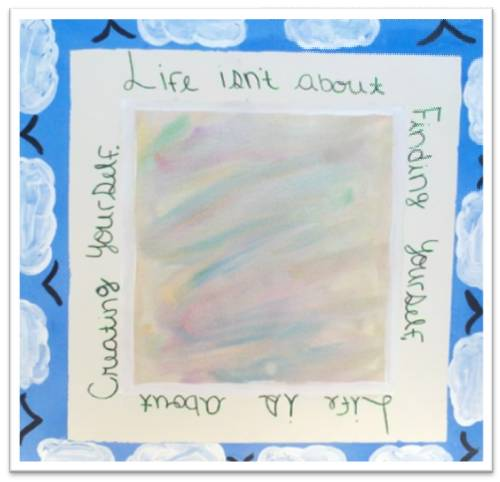 Life isn't about
Finding yourself,
Life is about
Creating yourself.